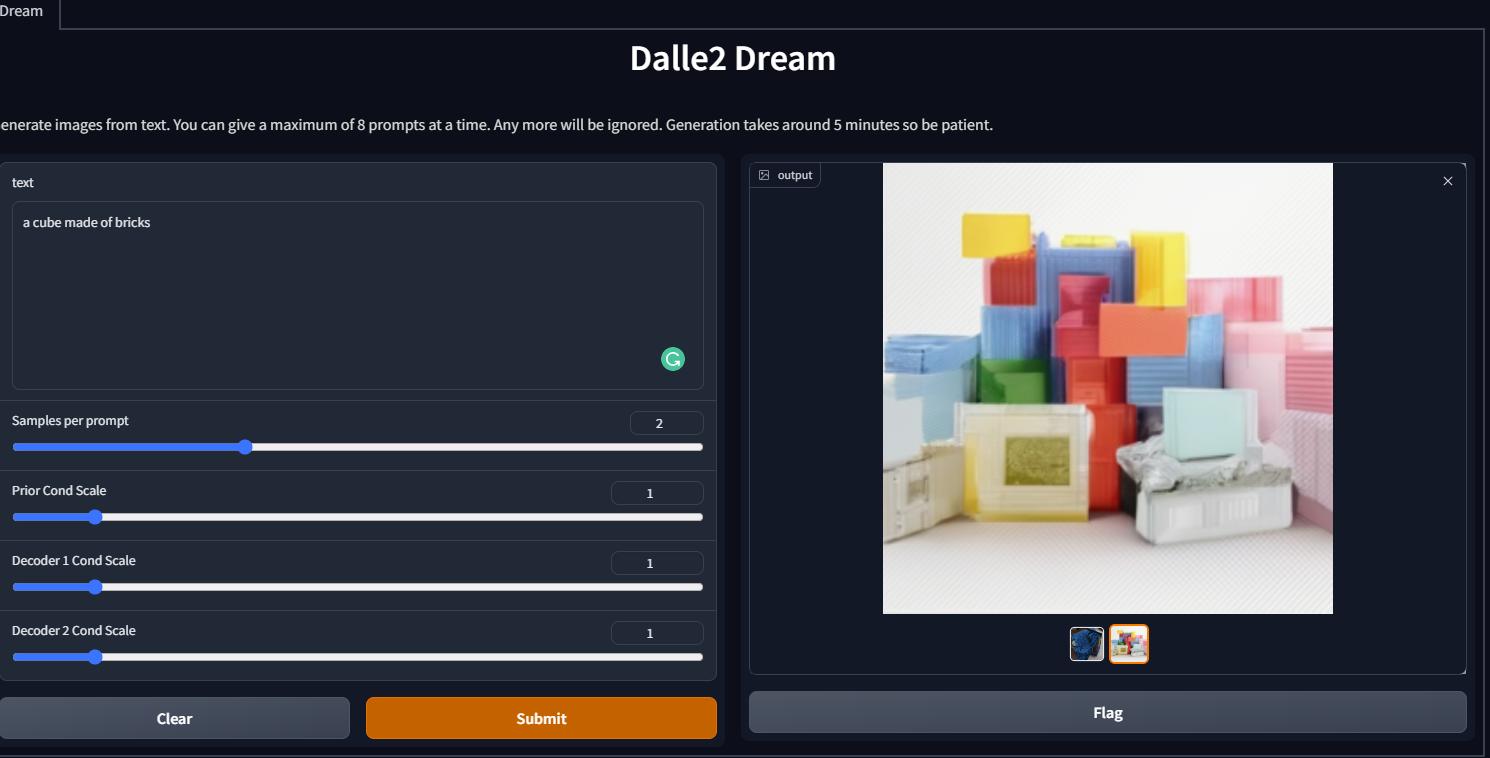 Dream
Dalle2 Dream
enerate images from text. You can give a maximum of 8 prompts at a time. Any more will be ignored. Generation takes around 5 minutes so be patient.
text
a cube made of bricks
Samples per prompt
2
Prior Cond Scale
1
Decoder 1 Cond Scale
1
Decoder 2 Cond Scale
1
Clear
Submit
output
Flag